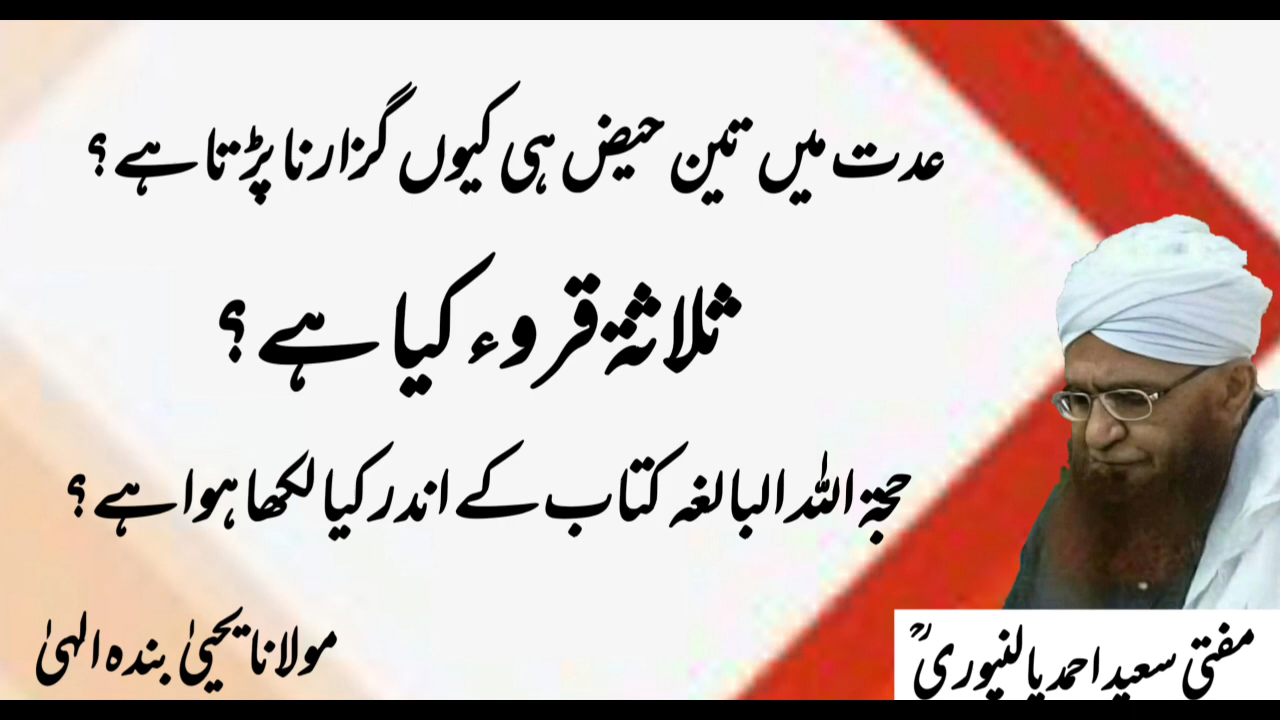 عدت میں تین حیض ہی کیوں گزارنا پڑتا ہے؟
ثلاثۃ قروء کیا ہے؟
حجۃ اللہ البالغہ کتاب کے اندر کیا لکھا ہوا ہے؟
مولانا یحییٰ بندہ الہیٰ
مفتی سعید احمد پالنپوریؒ